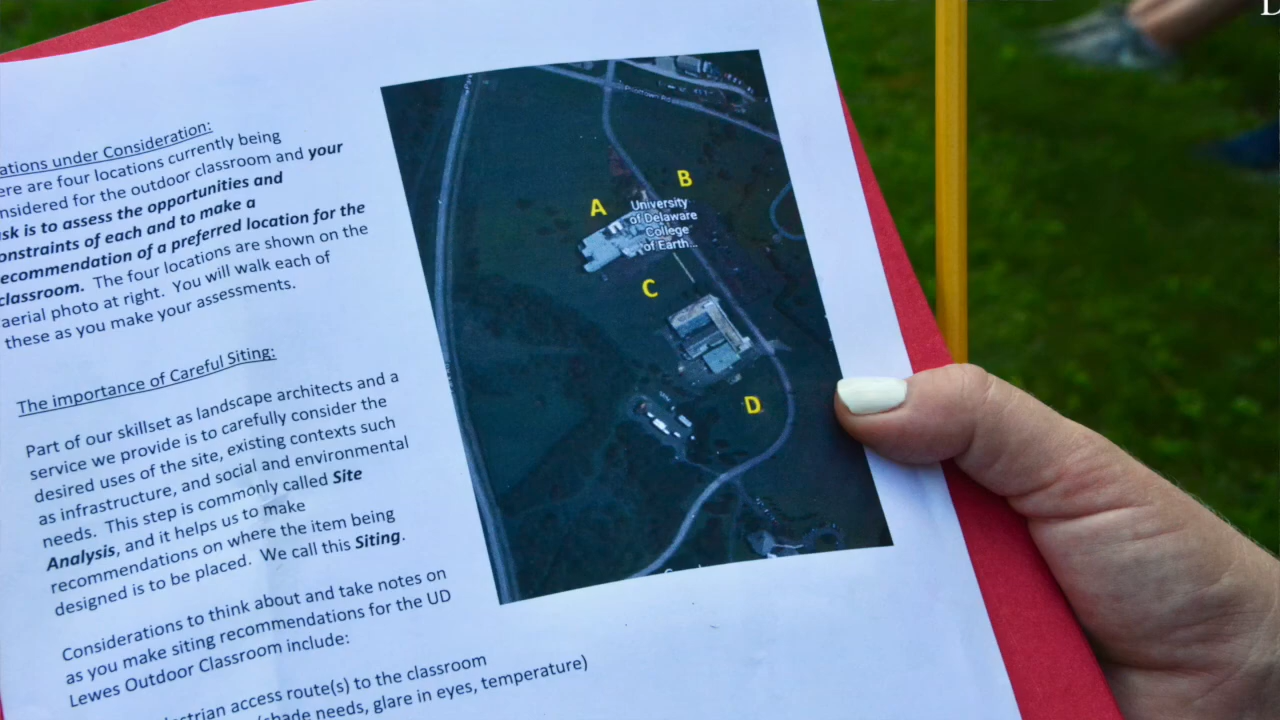 ations under Consideration:
ere are four locations currently being
nsidered for the outdoor classroom and your
sk is to assess the opportunities and
onstraints of each and to make a
ecommendation of a preferred location for the
classroom. The four locations are shown on the
aerial photo at right. You will walk each of
these as you make your assessments.
The importance of Careful Siting:
Part of our skillset as landscape architects and a
service we provide is to carefully consider the
desired uses of the site, existing contexts such
as infrastructure, and social and environmental
needs. This step is commonly called Site
Analysis, and it helps us to make
recommendations on where the item being
designed is to be placed. We call this Siting.
Considerations to think about and take notes on
as you make siting recommendations for the UD
Lewes Outdoor Classroom include:
estrian access route(s) to the classroom
shade needs, glare in eyes, temperature)
Pilottown Rd
A
B
University
of Delaware
College
of Earth...
C
D
D